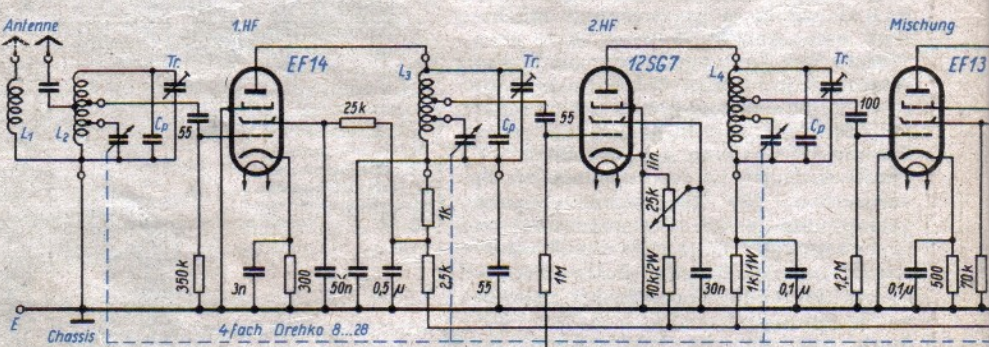 Antenne
1.HF
2.HF
Mischung
EF14
Tr.
12SG7
Tr.
EF13
L3
L4
25k
100
L1
L2
Cp
55
Cp
55
Cp
lin.
25k
1k
350k
3n
300
50n
0,5µ
25k
55
1M
10k/2W
30n
1k/1W
0,1µ
1,2M
0,1µ
500
70k
E
Chassis
4fach Drehko 8...28